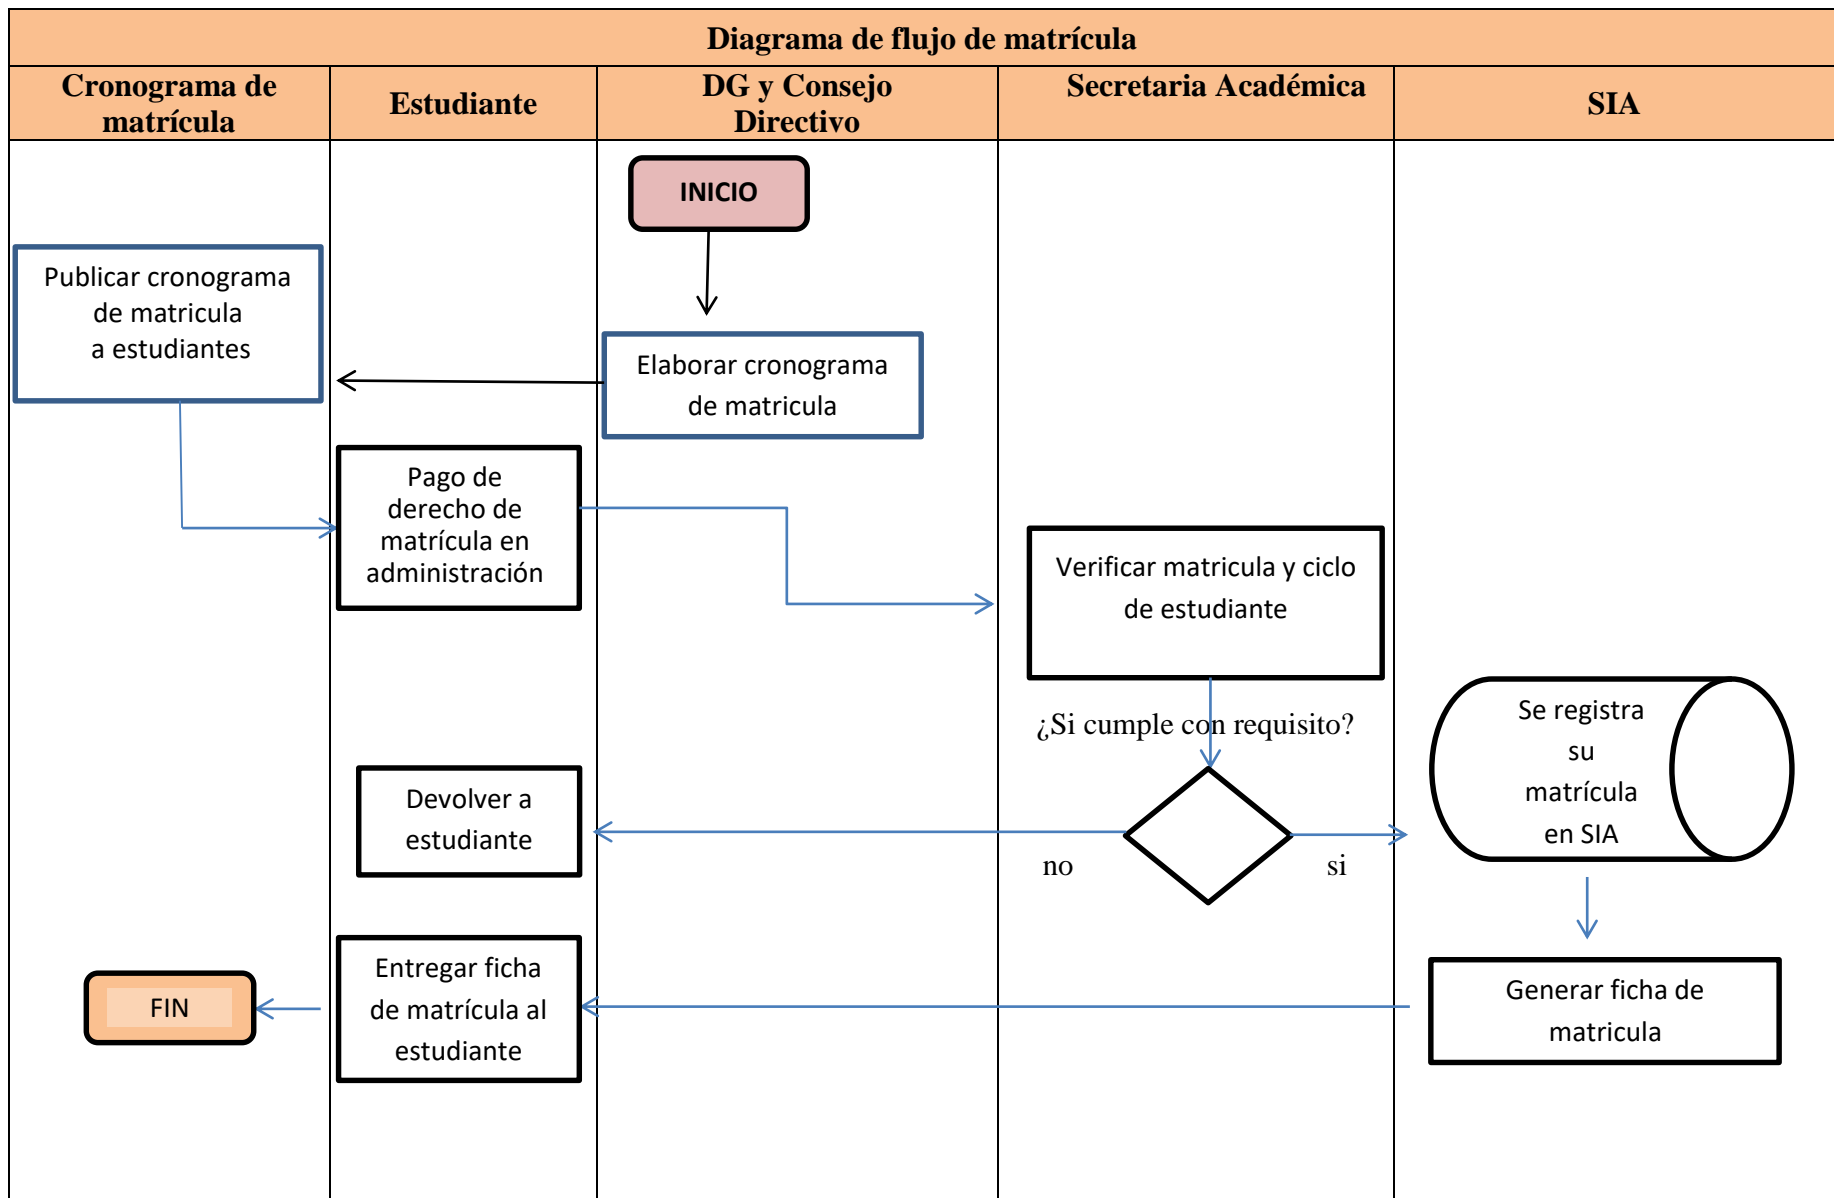 Diagrama de flujo de matrícula
Cronograma de
matrícula
Estudiante
DG y Consejo
Directivo
Secretaria Académica
SIA
INICIO
Publicar cronograma
de matricula
a estudiantes
Elaborar cronograma
de matricula
Pago de
derecho de
matrícula en
administración
Verificar matricula y ciclo
de estudiante
¿Si cumple con requisito?
Se registra
su
matrícula
en SIA
Devolver a
estudiante
no
si
Entregar ficha
de matrícula al
estudiante
FIN
Generar ficha de
matricula